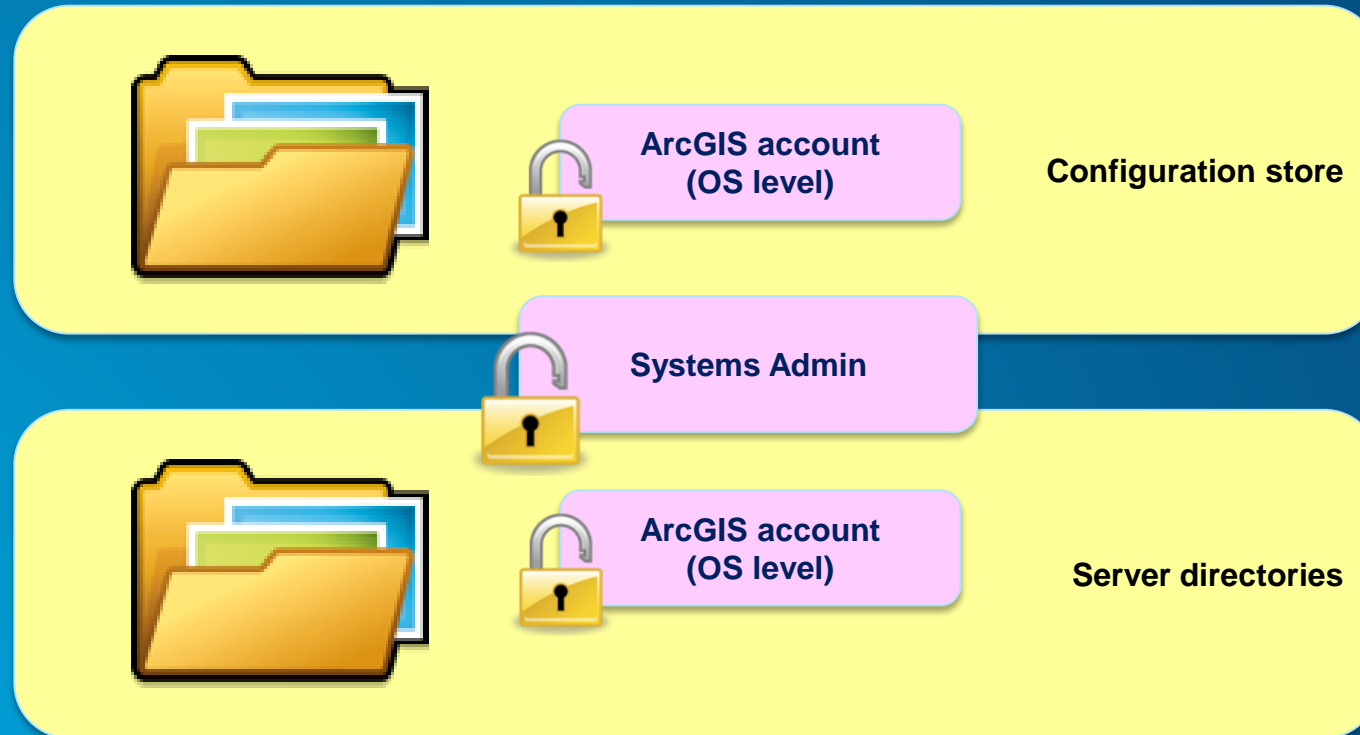 ArcGIS account
(OS level)
Configuration store
Systems Admin
ArcGIS account
(OS level)
Server directories